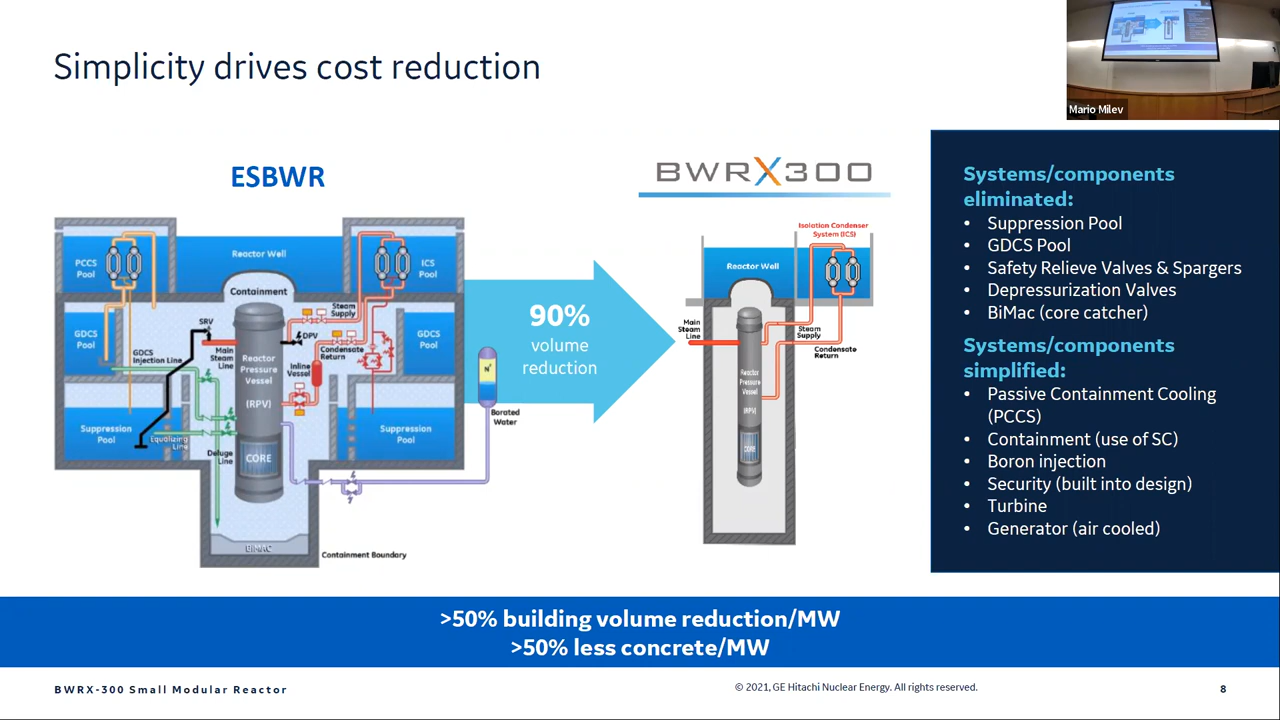 Simplicity drives cost reduction
Mario Milev
ESBWR
PCCS
Pool
Reactor Well
ICS
Pool
Containment
GDCS
Pool
SRV
Steam
Supply
DPV
GDCS
Pool
GDCS
Injection Line
Main
Steam
Line
Reactor
Pressure
Vessel
(RPV)
Condensate
Return
Inline
Vessel
N
Borated
Water
Suppression
Pool
Equalizing
Line
Suppression
Pool
Deluge
Line
CORE
BiMAC
Containment Boundary
90%
volume
reduction
BWRX300
Isolation Condenser
System (ICS)
Reactor Well
Main
Steam
Line
Steam
Supply
Condensate
Return
Reactor
Pressure
Vessel
(RPV)
CORE
Systems/components
eliminated:
• Suppression Pool
• GDCS Pool
• Safety Relieve Valves & Spargers
• Depressurization Valves
• BiMac (core catcher)
Systems/components
simplified:
• Passive Containment Cooling
(PCCS)
• Containment (use of SC)
• Boron injection
• Security (built into design)
• Turbine
• Generator (air cooled)
>50% building volume reduction/MW
>50% less concrete/MW
BWRX-300 Small Modular Reactor
© 2021, GE Hitachi Nuclear Energy. All rights reserved.
8